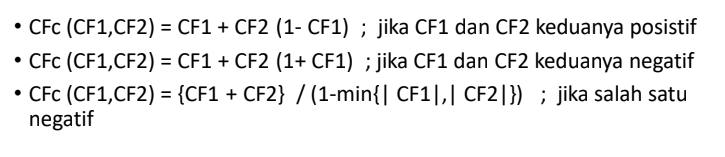 • CFc (CF1,CF2) = CF1 + CF2 (1- CF1)  ;  jika CF1 dan CF2 keduanya posistif
• CFc (CF1,CF2) = CF1 + CF2 (1+ CF1)  ; jika CF1 dan CF2 keduanya negatif
• CFc (CF1,CF2) = {CF1 + CF2}  / (1-min{| CF1|,| CF2|})   ;  jika salah satu
negatif